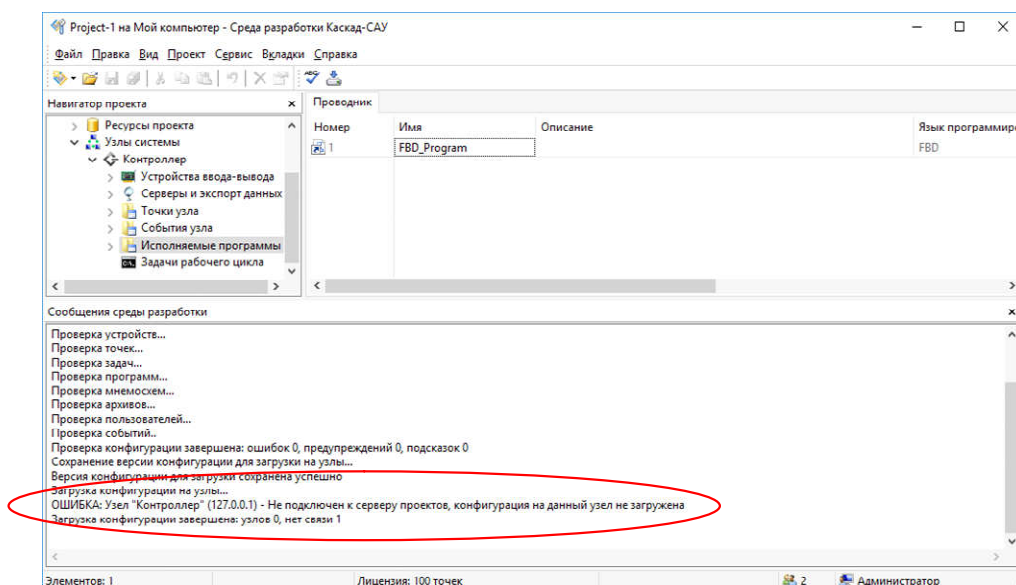 Project-1 на Мой компьютер - Среда разработки Каскад-САУ
Файл Правка Вид Проект Сервис Вкладки Справка
Навигатор проекта
Ресурсы проекта
Узлы системы
Контроллер
Устройства ввода-вывода
Серверы и экспорт данных
Точки узла
События узла
Исполняемые программы
Задачи рабочего цикла
Проводник
Номер Имя Описание Язык программиро
1 FBD_Program FBD
Сообщения среды разработки
Проверка устройств...
Проверка точек...
Проверка задач...
Проверка программ...
Проверка мнемосхем...
Проверка архивов...
Проверка пользователей...
Проверка событий..
Проверка конфигурации завершена: ошибок 0, предупреждений 0, подсказок 0
Сохранение версии конфигурации для загрузки на узлы...
Версия конфигурации для загрузки сохранена успешно
Загрузка конфигурации на узлы...
ОШИБКА: Узел "Контроллер" (127.0.0.1) - Не подключен к серверу проектов, конфигурация на данный узел не загружена
Загрузка конфигурации завершена: узлов 0, нет связи 1
Элементов: 1 Лицензия: 100 точек 2 Администратор